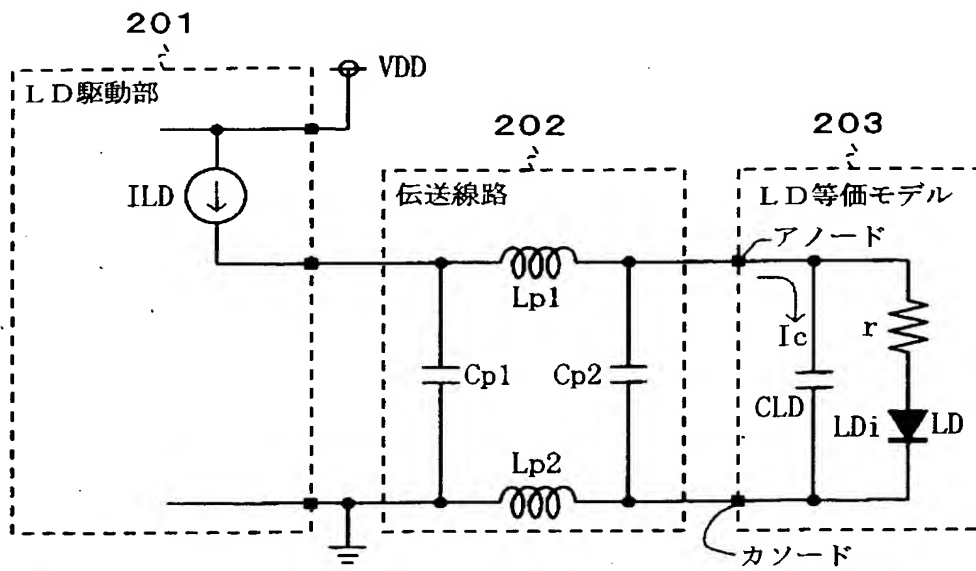 201
VDD
LD駆動部
ILD
202
伝送線路
Lp1
Cp1
Cp2
Lp2
203
LD等価モデル
アノード
Ic
r
CLD
LDi
LD
カソード